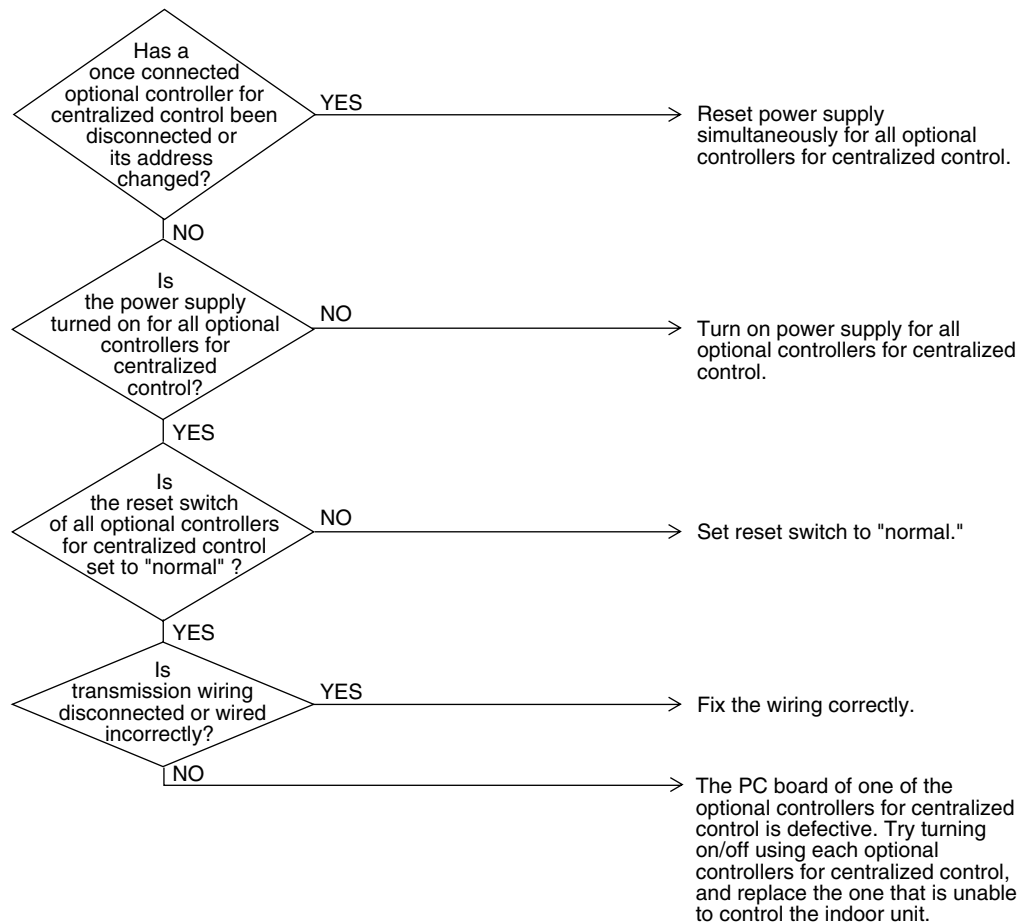 Has a
once connected
optional controller for
centralized control been
disconnected or
its address
changed?
YES
Reset power supply
simultaneously for all optional
controllers for centralized control.
NO
Is
the power supply
turned on for all optional
controllers for
centralized
control?
NO
Turn on power supply for all
optional controllers for centralized
control.
YES
Is
the reset switch
of all optional controllers
for centralized control
set to "normal" ?
NO
Set reset switch to "normal."
YES
Is
transmission wiring
disconnected or wired
incorrectly?
YES
Fix the wiring correctly.
NO
The PC board of one of the
optional controllers for centralized
control is defective. Try turning
on/off using each optional
controllers for centralized control,
and replace the one that is unable
to control the indoor unit.